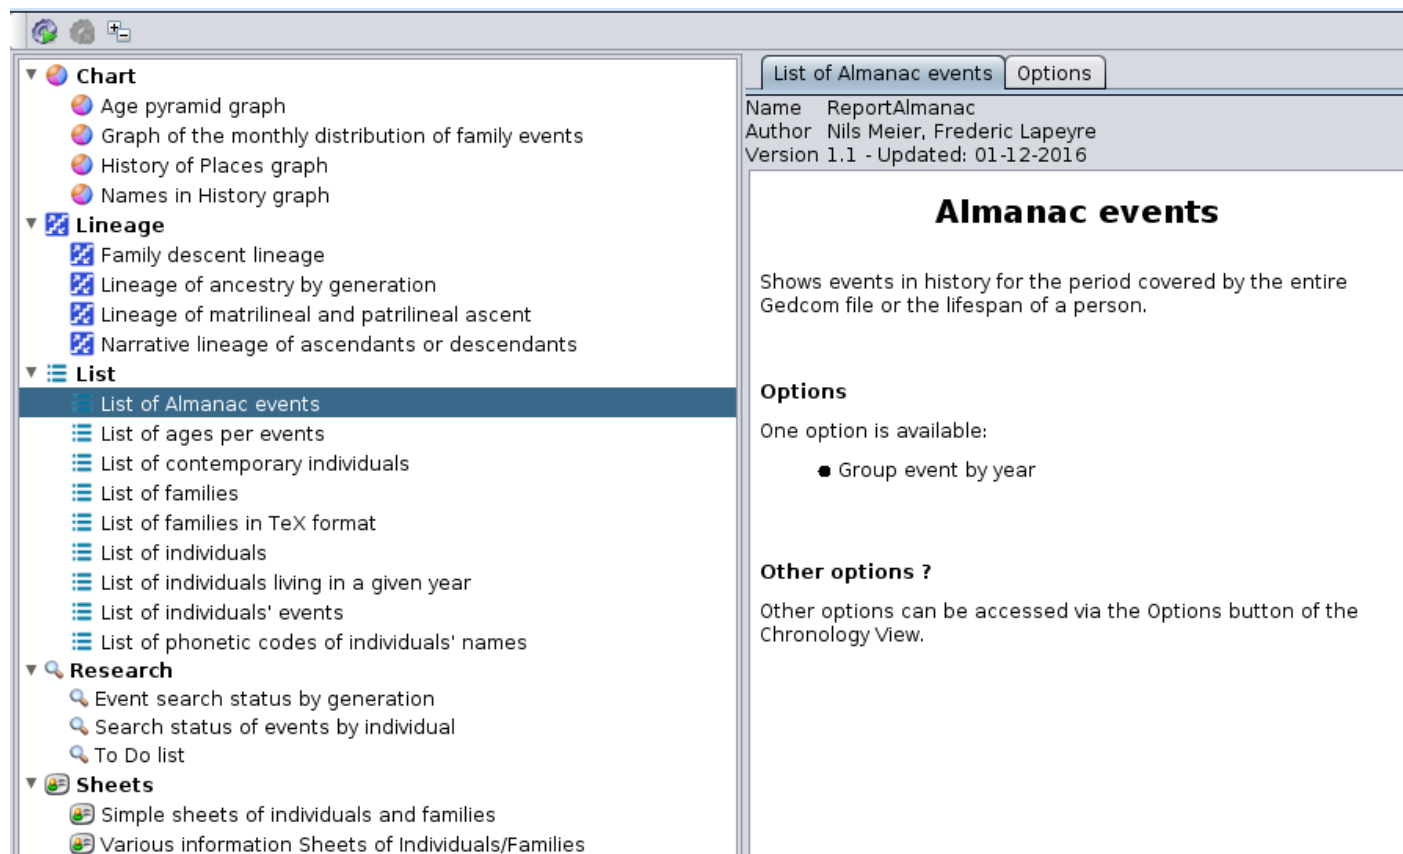 Chart
Age pyramid graph
Graph of the monthly distribution of family events
History of Places graph
Names in History graph
Lineage
Family descent lineage
Lineage of ancestry by generation
Lineage of matrilineal and patrilineal ascent
Narrative lineage of ascendants or descendants
List
List of Almanac events
List of ages per events
List of contemporary individuals
List of families
List of families in TeX format
List of individuals
List of individuals living in a given year
List of individuals' events
List of phonetic codes of individuals' names
Research
Event search status by generation
Search status of events by individual
To Do list
Sheets
Simple sheets of individuals and families
Various information Sheets of Individuals/Families
List of Almanac events Options
Name ReportAlmanac
Author Nils Meier, Frederic Lapeyre
Version 1.1 - Updated: 01-12-2016
Almanac events
Shows events in history for the period covered by the entire
Gedcom file or the lifespan of a person.
Options
One option is available:
Group event by year
Other options ?
Other options can be accessed via the Options button of the
Chronology View.